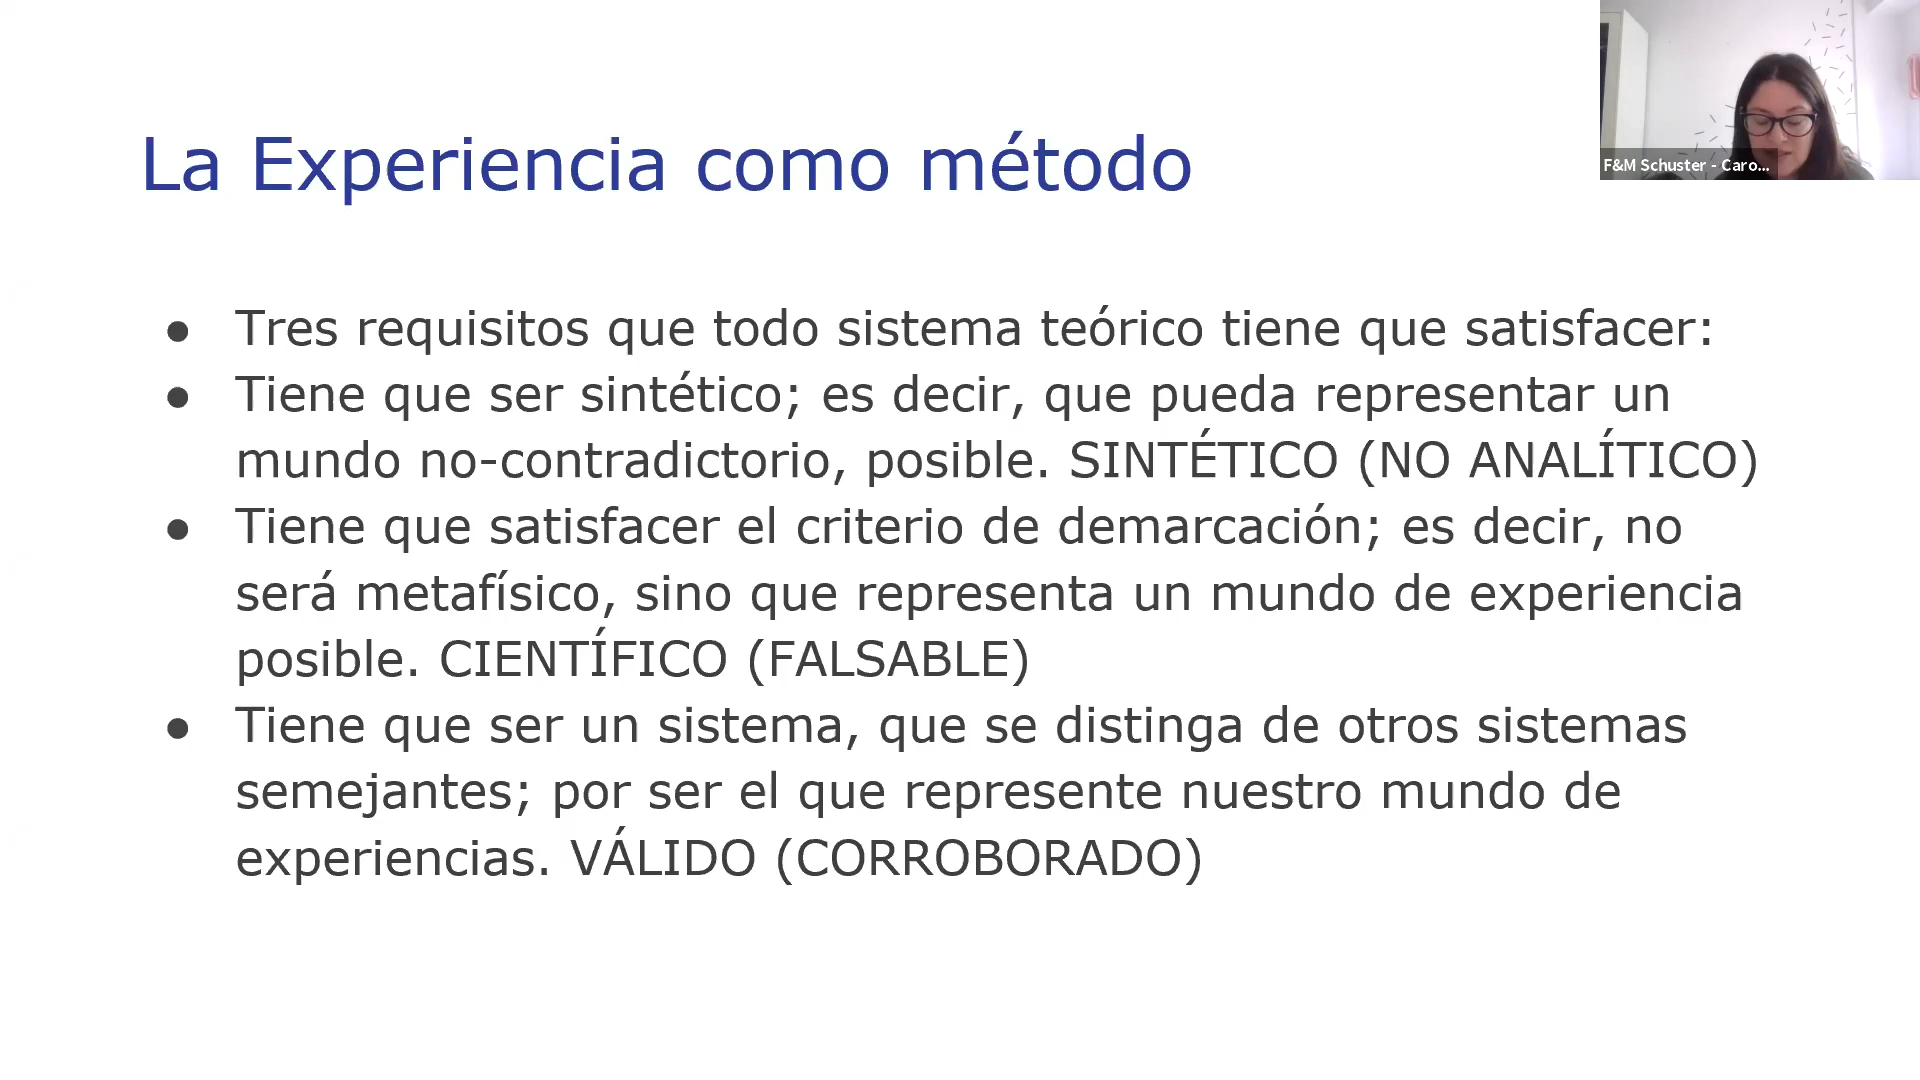 La Experiencia como método
F&M Schuster - Caro...
● Tres requisitos que todo sistema teórico tiene que satisfacer:
● Tiene que ser sintético; es decir, que pueda representar un
mundo no-contradictorio, posible. SINTÉTICO (NO ANALÍTICO)
● Tiene que satisfacer el criterio de demarcación; es decir, no
será metafísico, sino que representa un mundo de experiencia
posible. CIENTÍFICO (FALSABLE)
● Tiene que ser un sistema, que se distinga de otros sistemas
semejantes; por ser el que represente nuestro mundo de
experiencias. VÁLIDO (CORROBORADO)